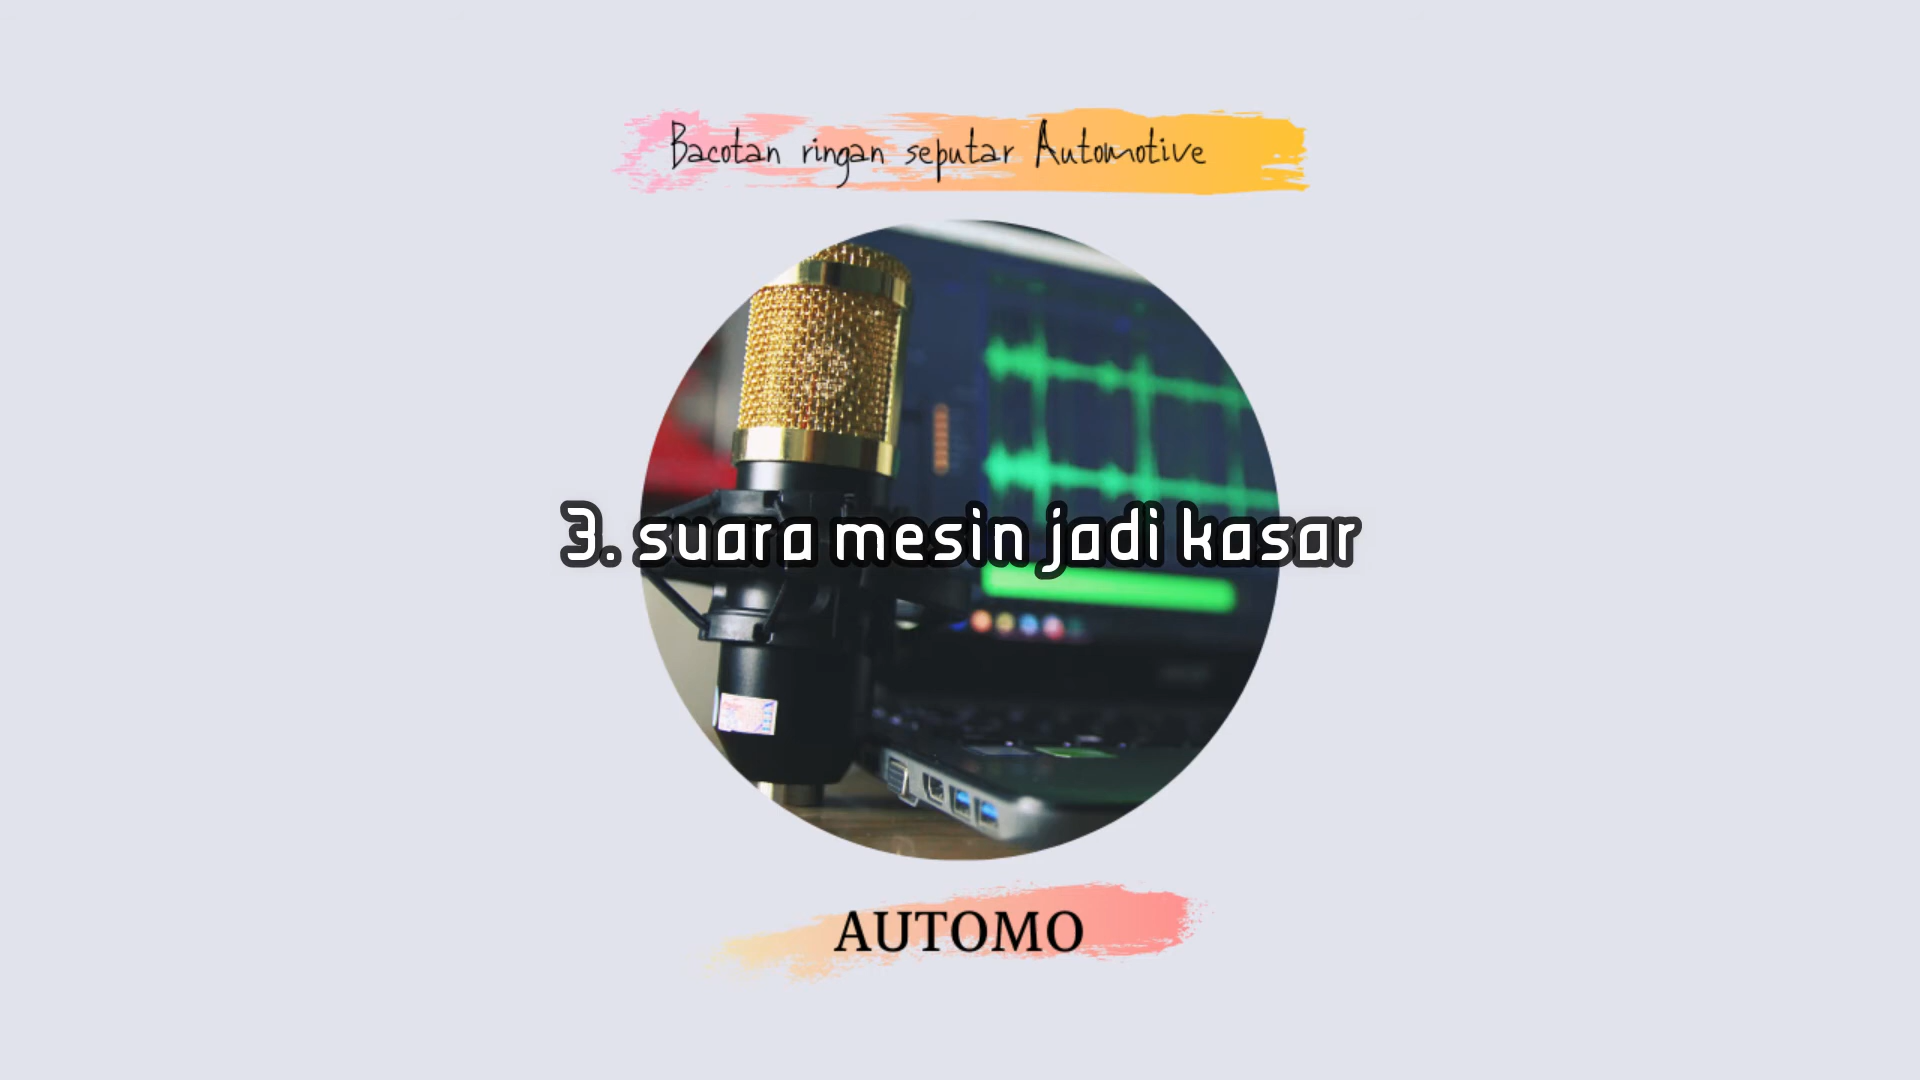 Bacotan ringan seputar Automotive
3. suara mesin jadi kasar
AUTOMO